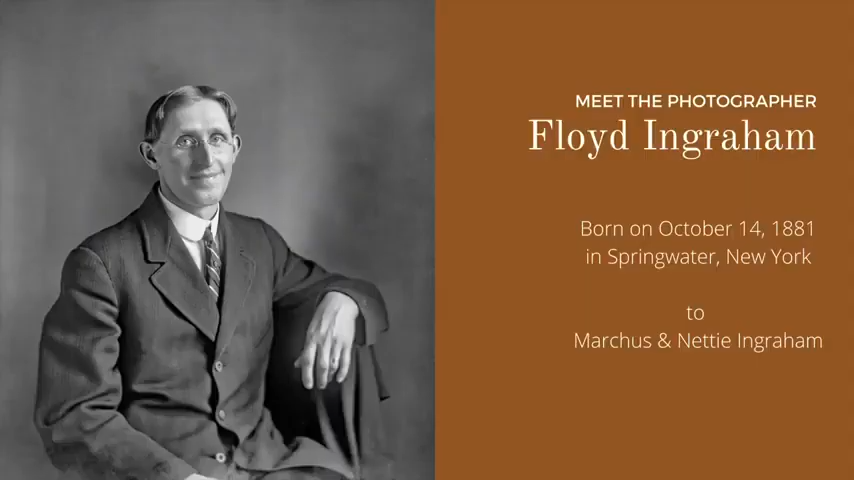 MEET THE PHOTOGRAPHER
Floyd Ingraham
Born on October 14, 1881
in Springwater, New York
to
Marchus & Nettie Ingraham